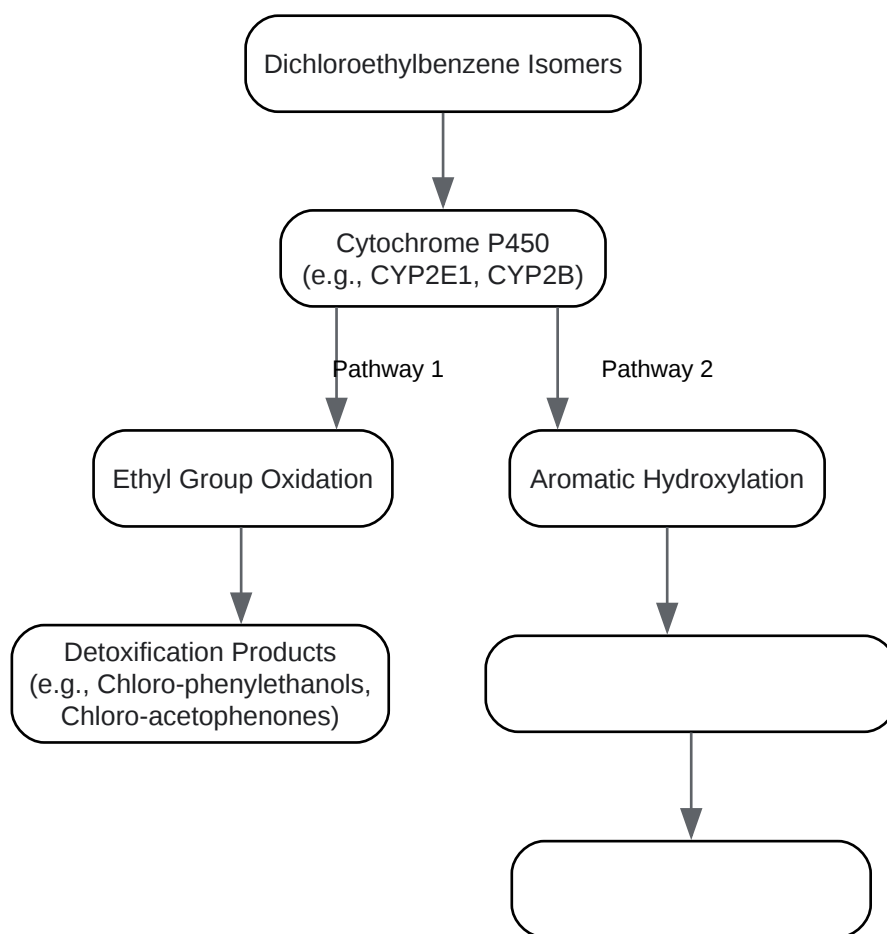 Dichloroethylbenzene Isomers
Cytochrome P450
(e.g., CYP2E1, CYP2B)
Pathway 1
Pathway 2
Ethyl Group Oxidation
Aromatic Hydroxylation
Detoxification Products
(e.g., Chloro-phenylethanols,
Chloro-acetophenones)